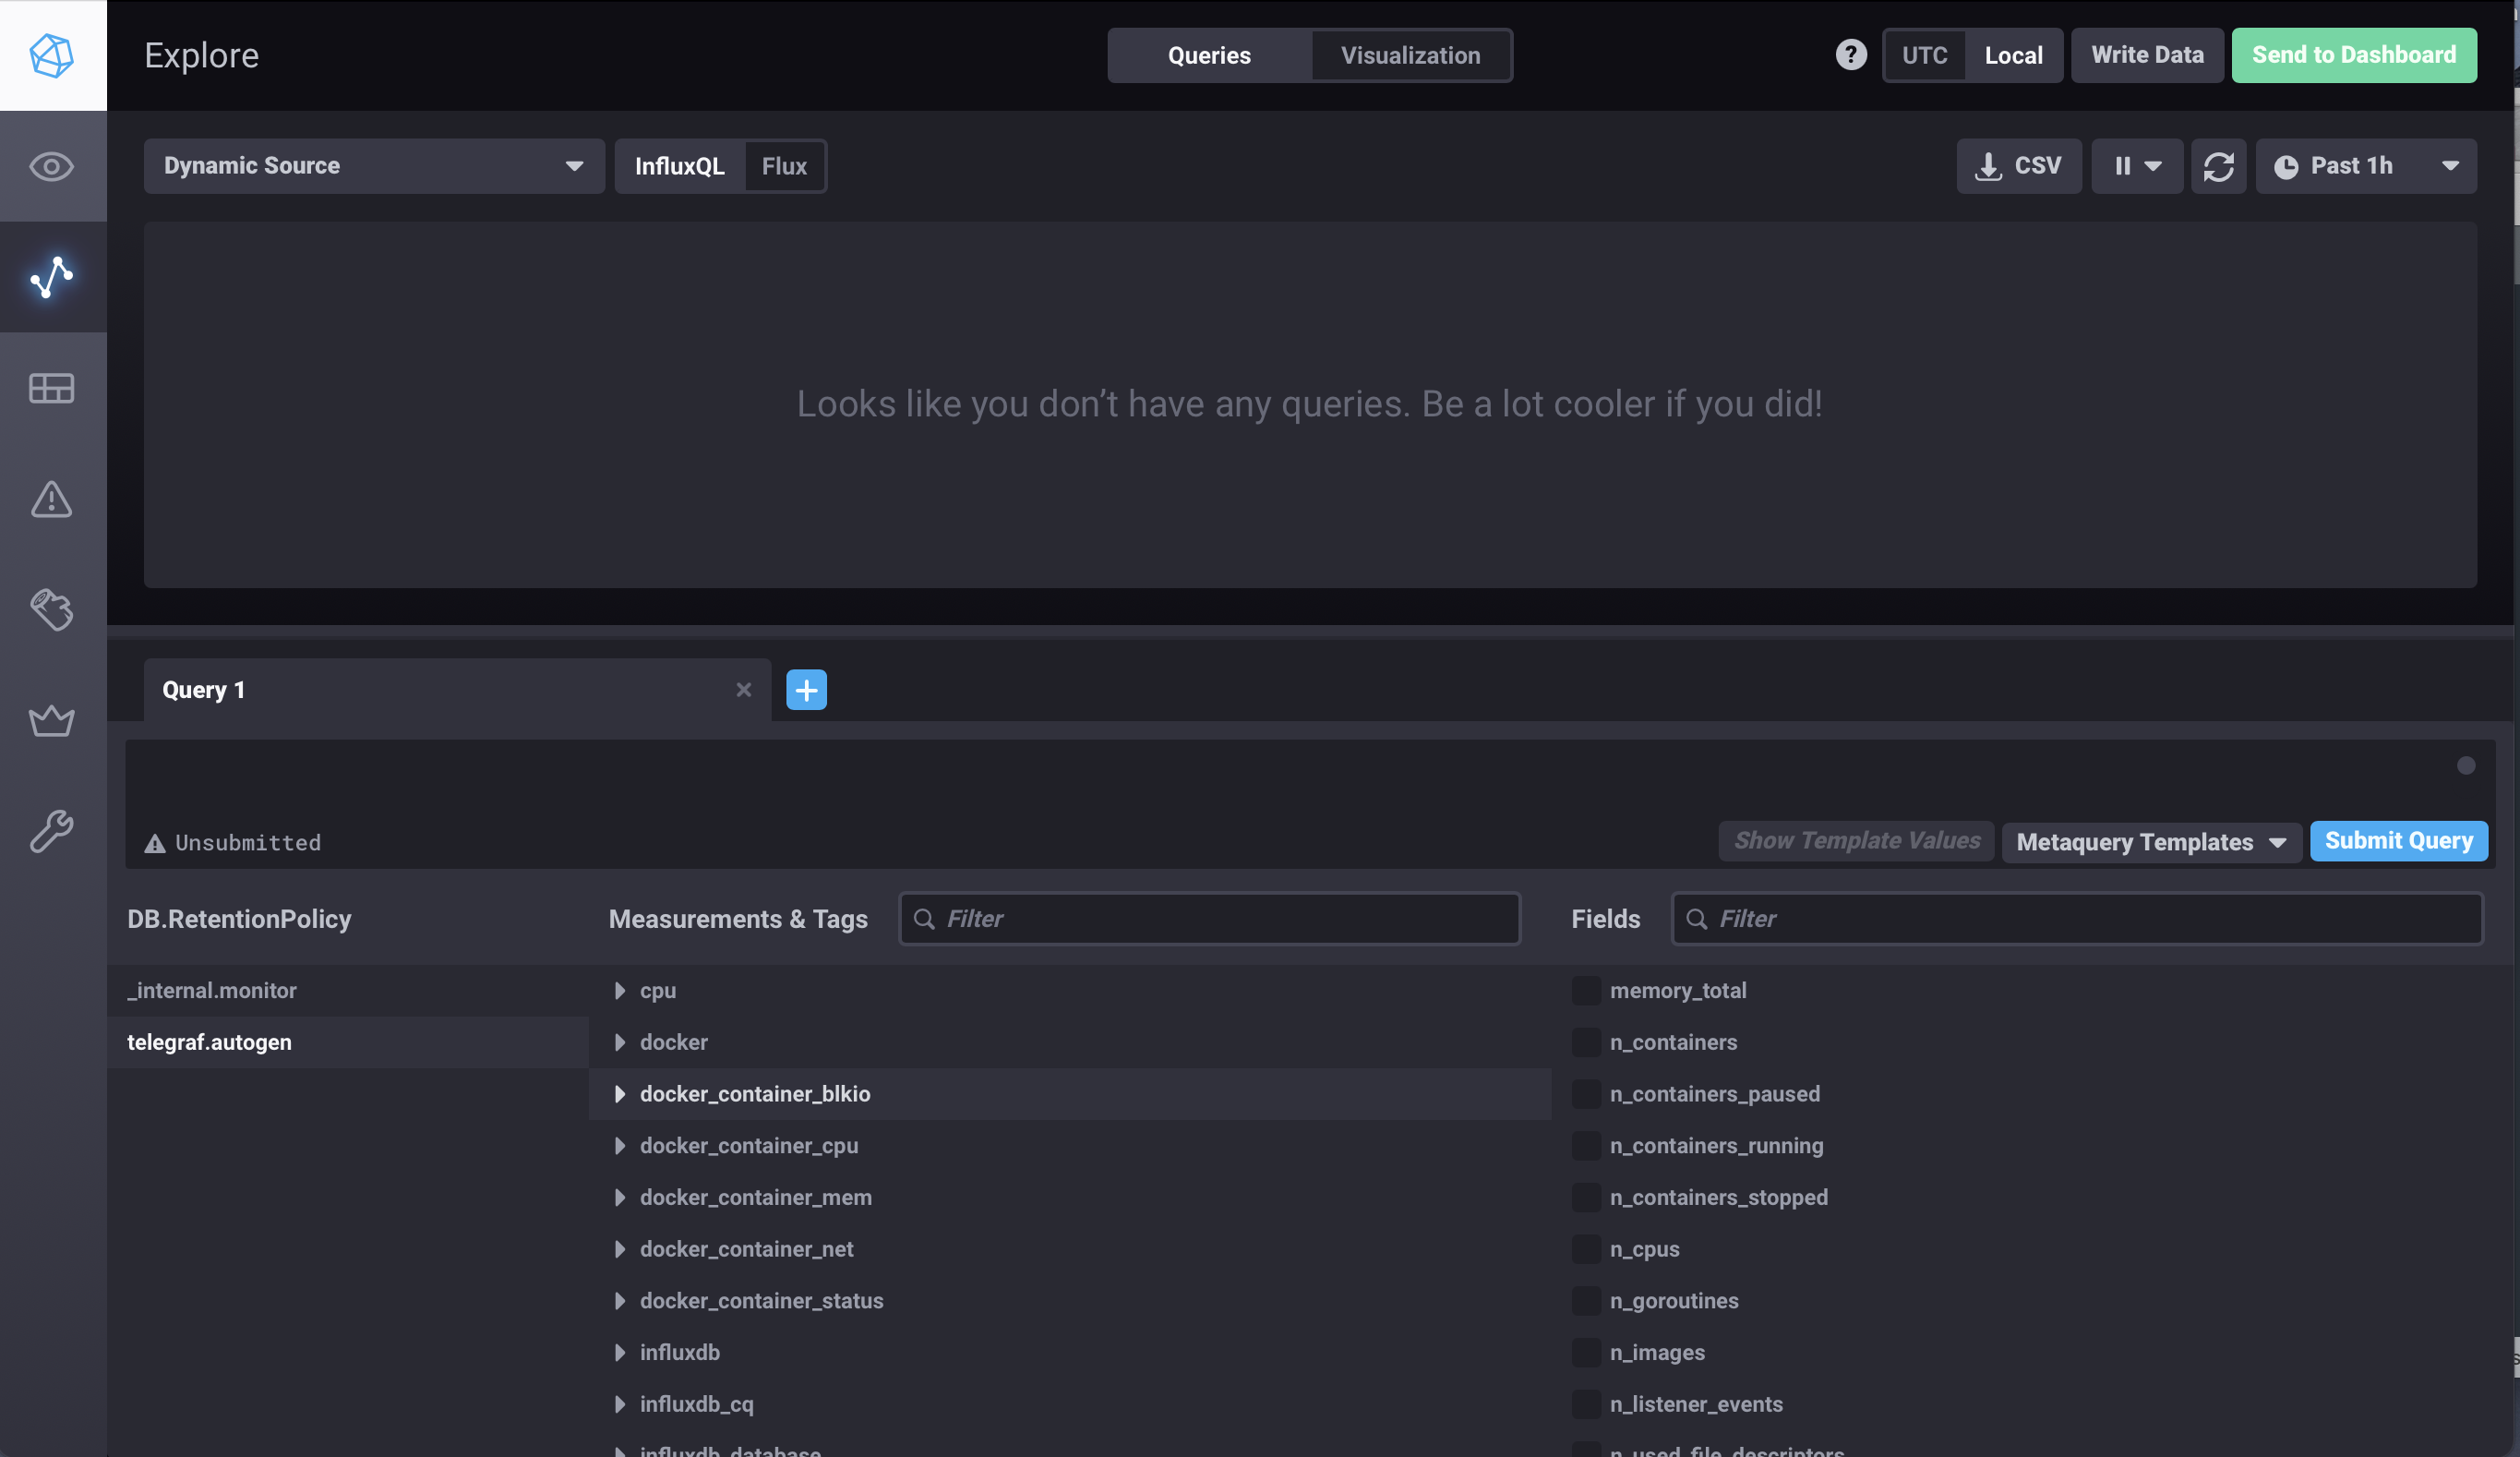 Explore
Queries
Visualization
?
UTC
Local
Write Data
Send to Dashboard
Dynamic Source
InfluxQL
Flux
CSV
Past 1h
Looks like you don’t have any queries. Be a lot cooler if you did!
Query 1
Unsubmitted
Show Template Values
Metaquery Templates
Submit Query
DB.RetentionPolicy
_internal.monitor
telegraf.autogen
Measurements & Tags
Filter
cpu
docker
docker_container_blkio
docker_container_cpu
docker_container_mem
docker_container_net
docker_container_status
influxdb
influxdb_cq
influxdb_database
Fields
Filter
memory_total
n_containers
n_containers_paused
n_containers_running
n_containers_stopped
n_cpus
n_goroutines
n_images
n_listener_events
n_used_file_descriptors